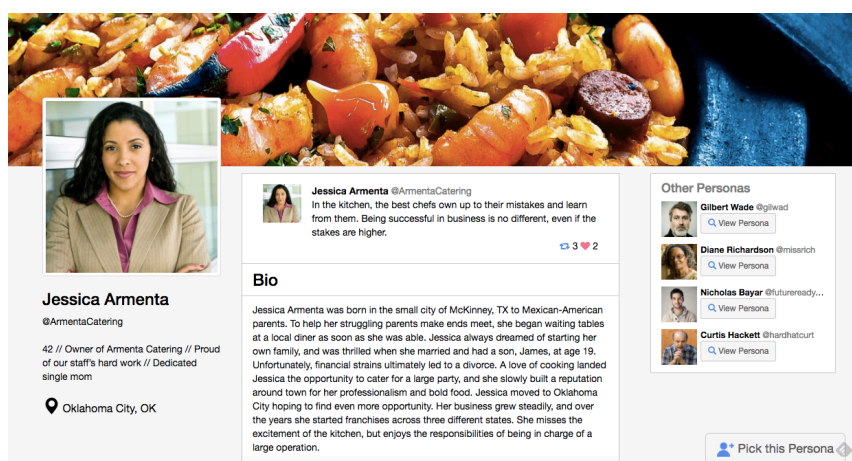 Jessica Armenta
@ArmentaCatering
42 // Owner of Armenta Catering // Proud
of our staff's hard work // Dedicated
single mom
Oklahoma City, OK
Jessica Armenta @ArmentaCatering
In the kitchen, the best chefs own up to their mistakes and learn
from them. Being successful in business is no different, even if the
stakes are higher.
3 2
Bio
Jessica Armenta was born in the small city of McKinney, TX to Mexican-American
parents. To help her struggling parents make ends meet, she began waiting tables
at a local diner as soon as she was able. Jessica always dreamed of starting her
own family, and was thrilled when she married and had a son, James, at age 19.
Unfortunately, financial strains ultimately led to a divorce. A love of cooking landed
Jessica the opportunity to cater for a large party, and she slowly built a reputation
around town for her professionalism and bold food. Jessica moved to Oklahoma
City hoping to find even more opportunity. Her business grew steadily, and over
the years she started franchises across three different states. She misses the
excitement of the kitchen, but enjoys the responsibilities of being in charge of a
large operation.
Other Personas
Gilbert Wade @gilwad
View Persona
Diane Richardson @missrich
View Persona
Nicholas Bayar @futureready...
View Persona
Curtis Hackett @hardhatcurt
View Persona
Pick this Persona